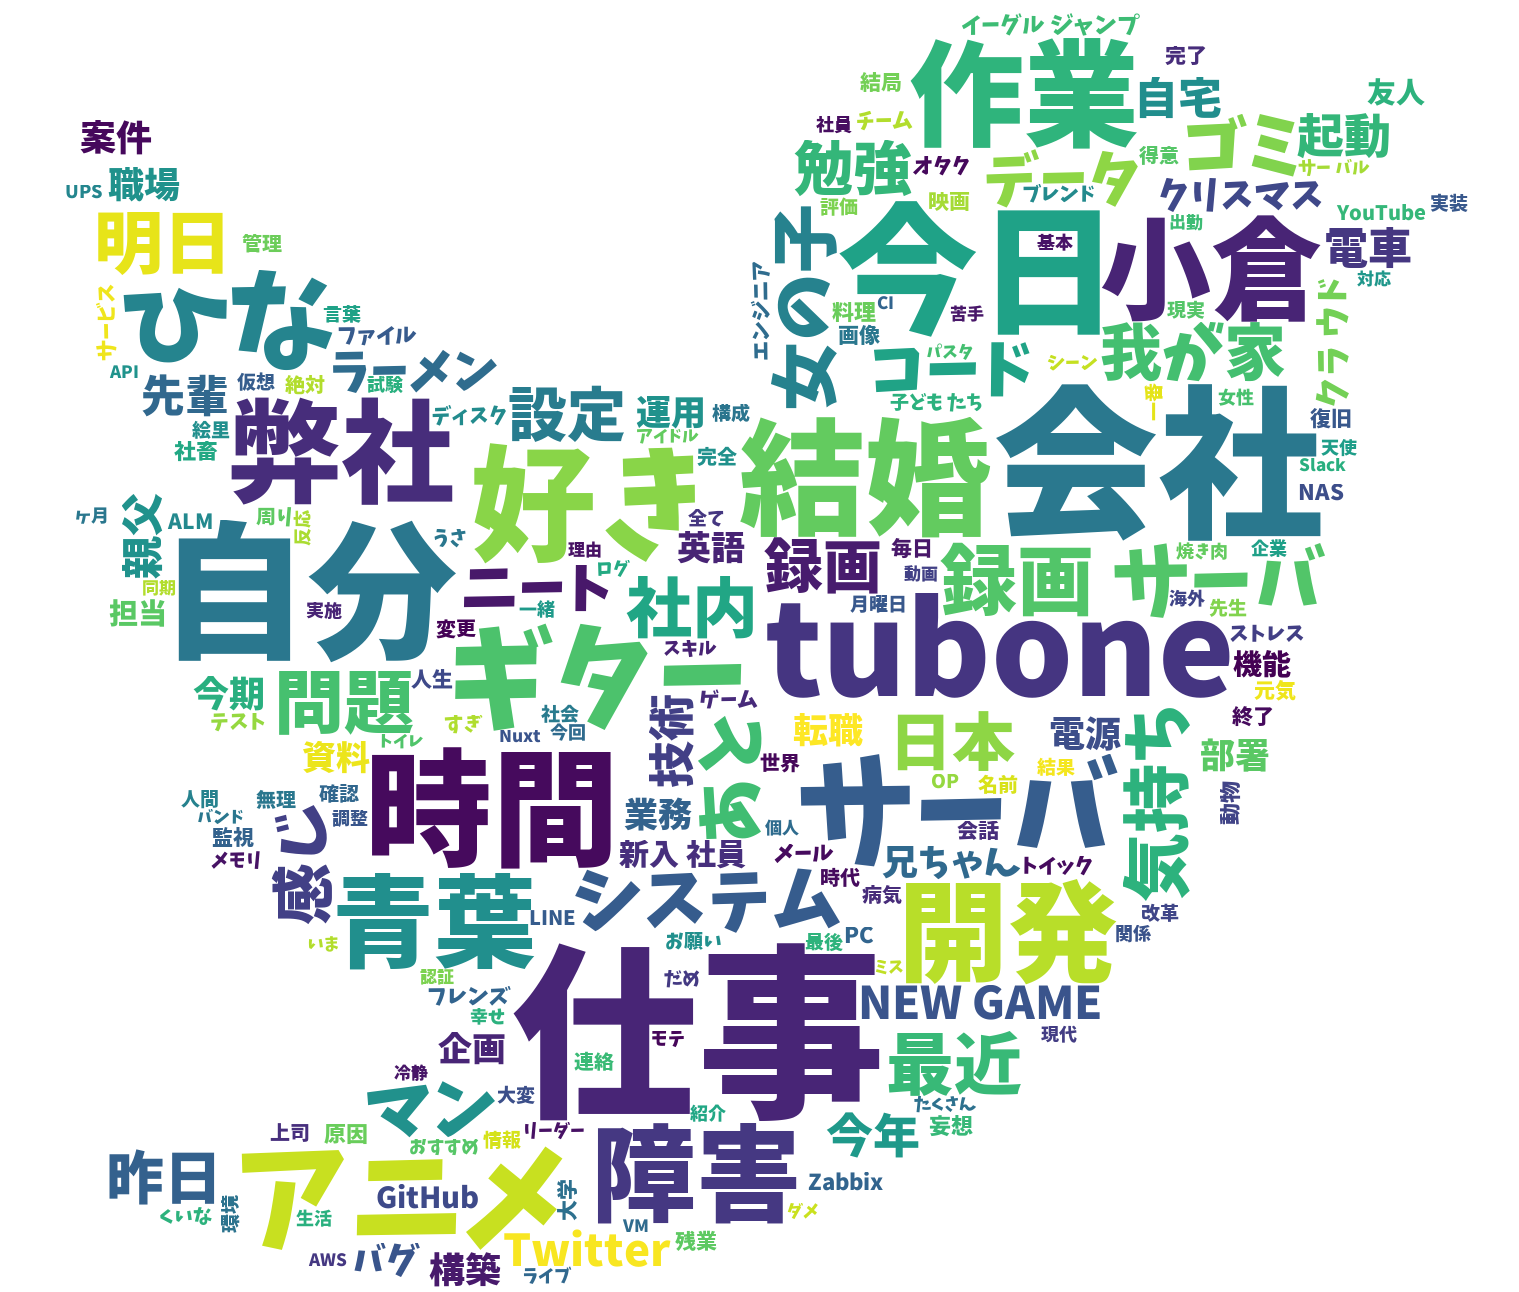 イーグル ジャンプ
完了
作業
結局
自宅
友人
社員
チーム
ゴミ
起動
案件
勉強
オタク
データ
得意
サーバル
UPS
職場
映画
ブレンド
クリスマス
YouTube
実装
評価
明日
管理
女の子
今日
基本
出勤
小倉
電車
対応
エンジニア
サービス
ひな
言葉
料理
CI
苦手
現実
クラウド
ファイル
画像
API
ラーメン
コード
パスタ
シーン
我が家
先輩
仮想
絶対
試験
子どもたち
一番
女性
弊社
ディスク
設定
運用
構成
復旧
絵里
社畜
アイドル
好き
完全
結婚
会社
天使
Slack
NAS
ヶ月
親父
ALM
周り
反応
全て
自分
うさ
理由
英語
録画
毎日
録画
サーバ
焼き肉
企業
ニート
ログ
動画
同期
担当
実施
一緒
社内
月曜日
海外
先生
変更
tubone
ストレス
ギター
スキル
機能
今期
問題
人生
技術
ゲーム
元気
テスト
すぎ
社会
今回
Nuxt
あと
転職
日本
電源
気持ち
終了
トイレ
資料
時間
世界
部署
OP
名前
結果
人間
バンド
無理
確認
調整
業務
サーバ
動物
監視
メモリ
感じ
個人
会話
新入 社員
メール
兄ちゃん
トイック
青葉
システム
時代
病気
開発
LINE
改革
関係
いま
お願い
最後
PC
認証
だめ
ミス
フレンズ
幸せ
仕事
NEW GAME
企画
モテ
現代
連絡
最近
冷静
マン
大変
紹介
たくさん
上司
原因
おすすめ
情報
リーダー
今年
妄想
昨日
アニメ
障害
GitHub
大学
Zabbix
くいな
環境
生活
VM
ダメ
AWS
バグ
構築
Twitter
残業
ライブ